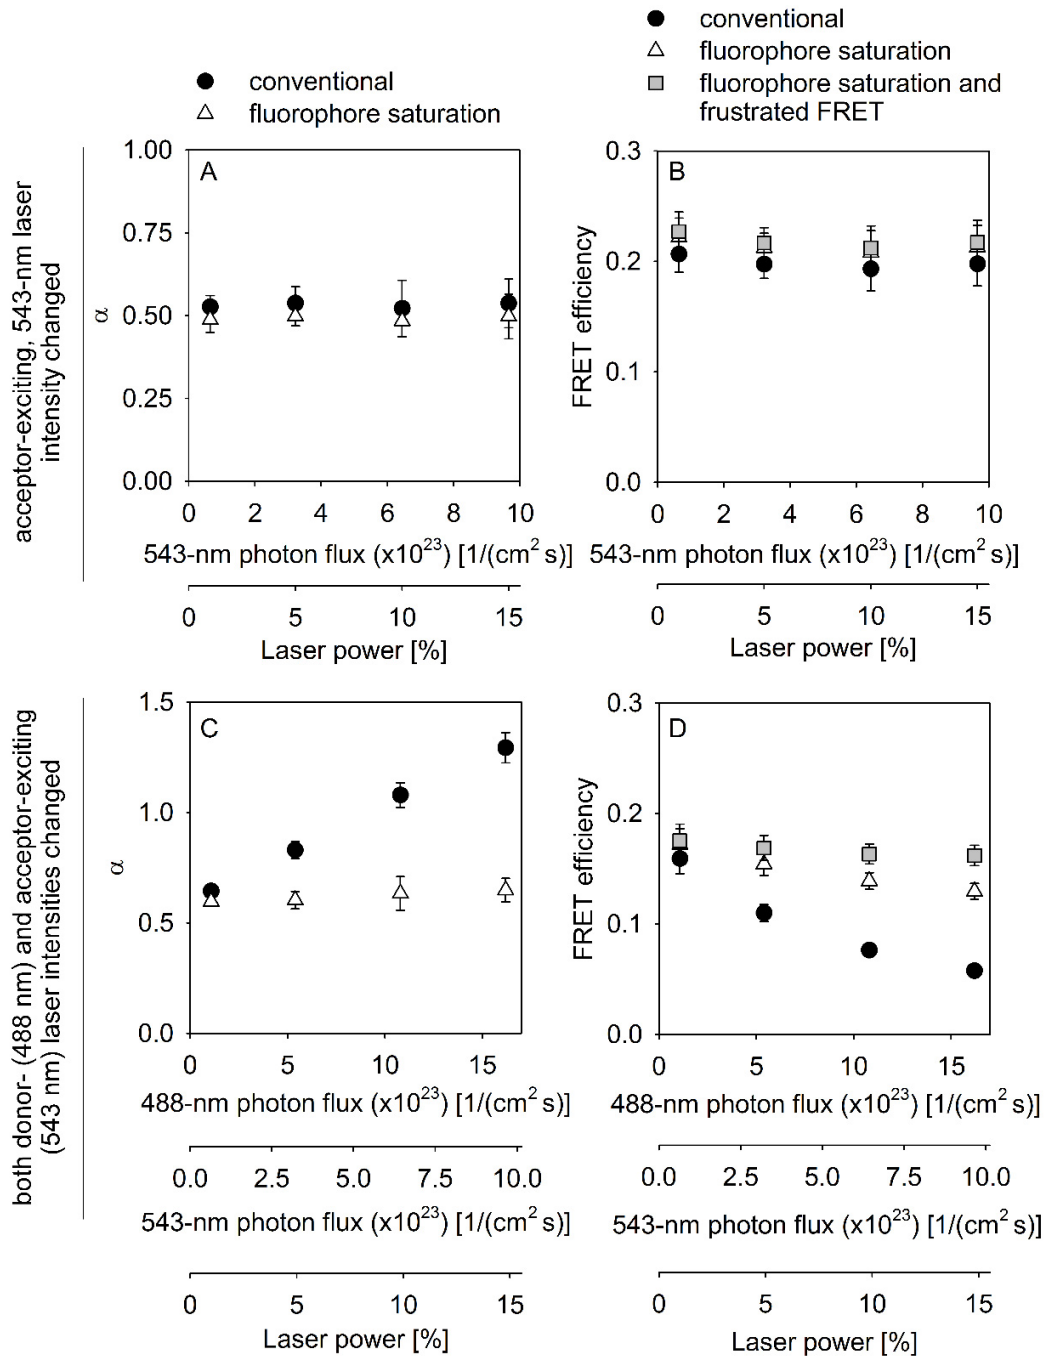 conventional
fluorophore saturation
conventional
fluorophore saturation
fluorophore saturation and
frustrated FRET
acceptor-exciting, 543-nm laser
intensity changed
A
1.00
0.75
0.50
0.25
0.00
α
0 2 4 6 8 10
543-nm photon flux (x10²³) [1/(cm² s)]
0 5 10 15
Laser power [%]
B
0.3
0.2
0.1
0.0
FRET efficiency
0 2 4 6 8 10
543-nm photon flux (x10²³) [1/(cm² s)]
0 5 10 15
Laser power [%]
both donor- (488 nm) and acceptor-exciting
(543 nm) laser intensities changed
C
1.5
1.0
0.5
0.0
α
0 5 10 15
488-nm photon flux (x10²³) [1/(cm² s)]
0.0 2.5 5.0 7.5 10.0
543-nm photon flux (x10²³) [1/(cm² s)]
0 5 10 15
Laser power [%]
D
0.3
0.2
0.1
0.0
FRET efficiency
0 5 10 15
488-nm photon flux (x10²³) [1/(cm² s)]
0.0 2.5 5.0 7.5 10.0
543-nm photon flux (x10²³) [1/(cm² s)]
0 5 10 15
Laser power [%]